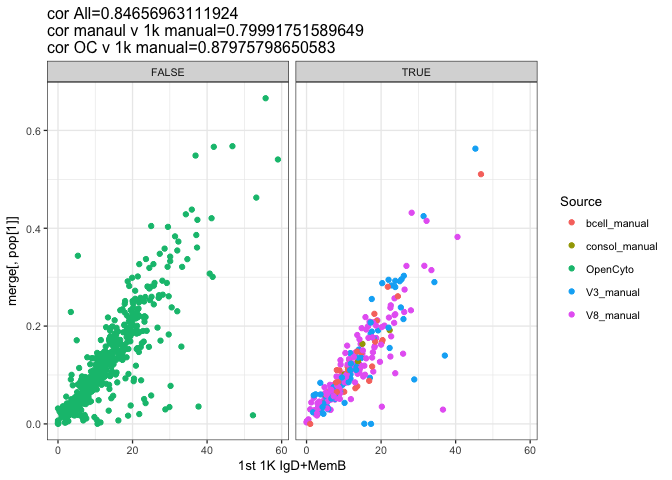 cor All=0.84656963111924
cor manaul v 1k manual=0.79991751589649
cor OC v 1k manual=0.87975798650583
FALSE
TRUE
merge[, pop[1]]
0.6
0.4
0.2
0.0
0
20
40
60
0
20
40
60
1st 1K IgD+MemB
Source
bcell_manual
consol_manual
OpenCyto
V3_manual
V8_manual